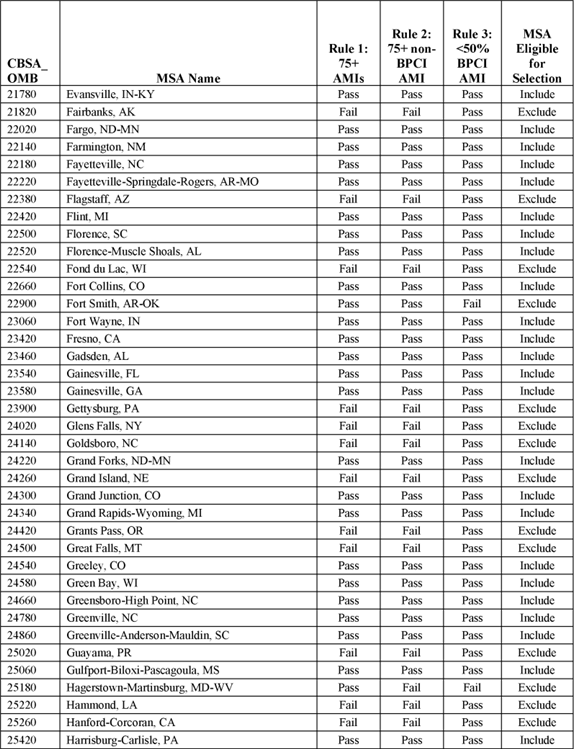 CBSA_
OMB MSA Name Rule 1:
75+
AMIs Rule 2:
75+ non-
BPCI
AMI Rule 3:
<50%
BPCI
AMI MSA
Eligible
for
Selection
21780 Evansville, IN-KY Pass Pass Pass Include
21820 Fairbanks, AK Fail Fail Pass Exclude
22020 Fargo, ND-MN Pass Pass Pass Include
22140 Farmington, NM Pass Pass Pass Include
22180 Fayetteville, NC Pass Pass Pass Include
22220 Fayetteville-Springdale-Rogers, AR-MO Pass Pass Pass Include
22380 Flagstaff, AZ Fail Fail Pass Exclude
22420 Flint, MI Pass Pass Pass Include
22500 Florence, SC Pass Pass Pass Include
22520 Florence-Muscle Shoals, AL Pass Pass Pass Include
22540 Fond du Lac, WI Fail Fail Pass Exclude
22660 Fort Collins, CO Pass Pass Pass Include
22900 Fort Smith, AR-OK Pass Pass Fail Exclude
23060 Fort Wayne, IN Pass Pass Pass Include
23420 Fresno, CA Pass Pass Pass Include
23460 Gadsden, AL Pass Pass Pass Include
23540 Gainesville, FL Pass Pass Pass Include
23580 Gainesville, GA Pass Pass Pass Include
23900 Gettysburg, PA Fail Fail Pass Exclude
24020 Glens Falls, NY Fail Fail Pass Exclude
24140 Goldsboro, NC Fail Fail Pass Exclude
24220 Grand Forks, ND-MN Pass Pass Pass Include
24260 Grand Island, NE Fail Fail Pass Exclude
24300 Grand Junction, CO Pass Pass Pass Include
24340 Grand Rapids-Wyoming, MI Pass Pass Pass Include
24420 Grants Pass, OR Fail Fail Pass Exclude
24500 Great Falls, MT Fail Fail Pass Exclude
24540 Greeley, CO Pass Pass Pass Include
24580 Green Bay, WI Pass Pass Pass Include
24660 Greensboro-High Point, NC Pass Pass Pass Include
24780 Greenville, NC Pass Pass Pass Include
24860 Greenville-Anderson-Mauldin, SC Pass Pass Pass Include
25020 Guayama, PR Fail Fail Pass Exclude
25060 Gulfport-Biloxi-Pascagoula, MS Pass Pass Pass Include
25180 Hagerstown-Martinsburg, MD-WV Pass Fail Fail Exclude
25220 Hammond, LA Fail Fail Pass Exclude
25260 Hanford-Corcoran, CA Fail Fail Pass Exclude
25420 Harrisburg-Carlisle, PA Pass Pass Pass Include